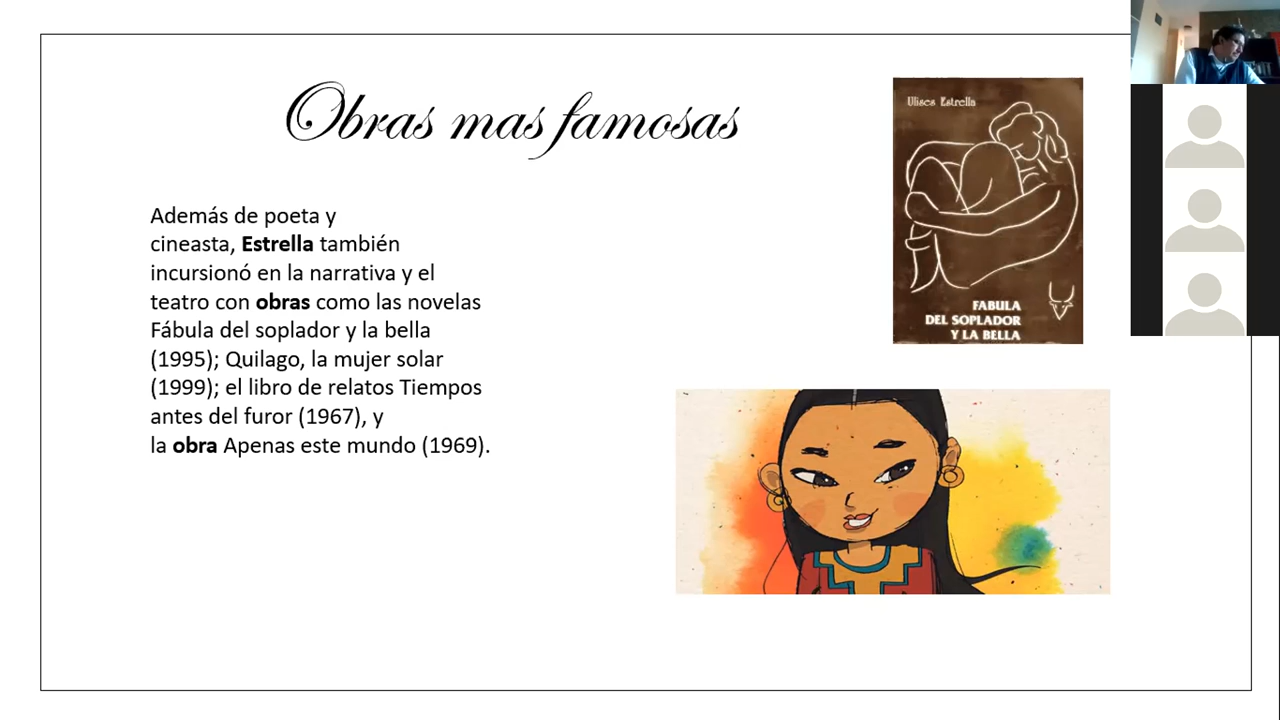 Obras mas famosas
Además de poeta y
cineasta, Estrella también
incursionó en la narrativa y el
teatro con obras como las novelas
Fábula del soplador y la bella
(1995); Quilago, la mujer solar
(1999); el libro de relatos Tiempos
antes del furor (1967), y
la obra Apenas este mundo (1969).
Ulises Estrella
FABULA
DEL SOPLADOR
Y LA BELLA